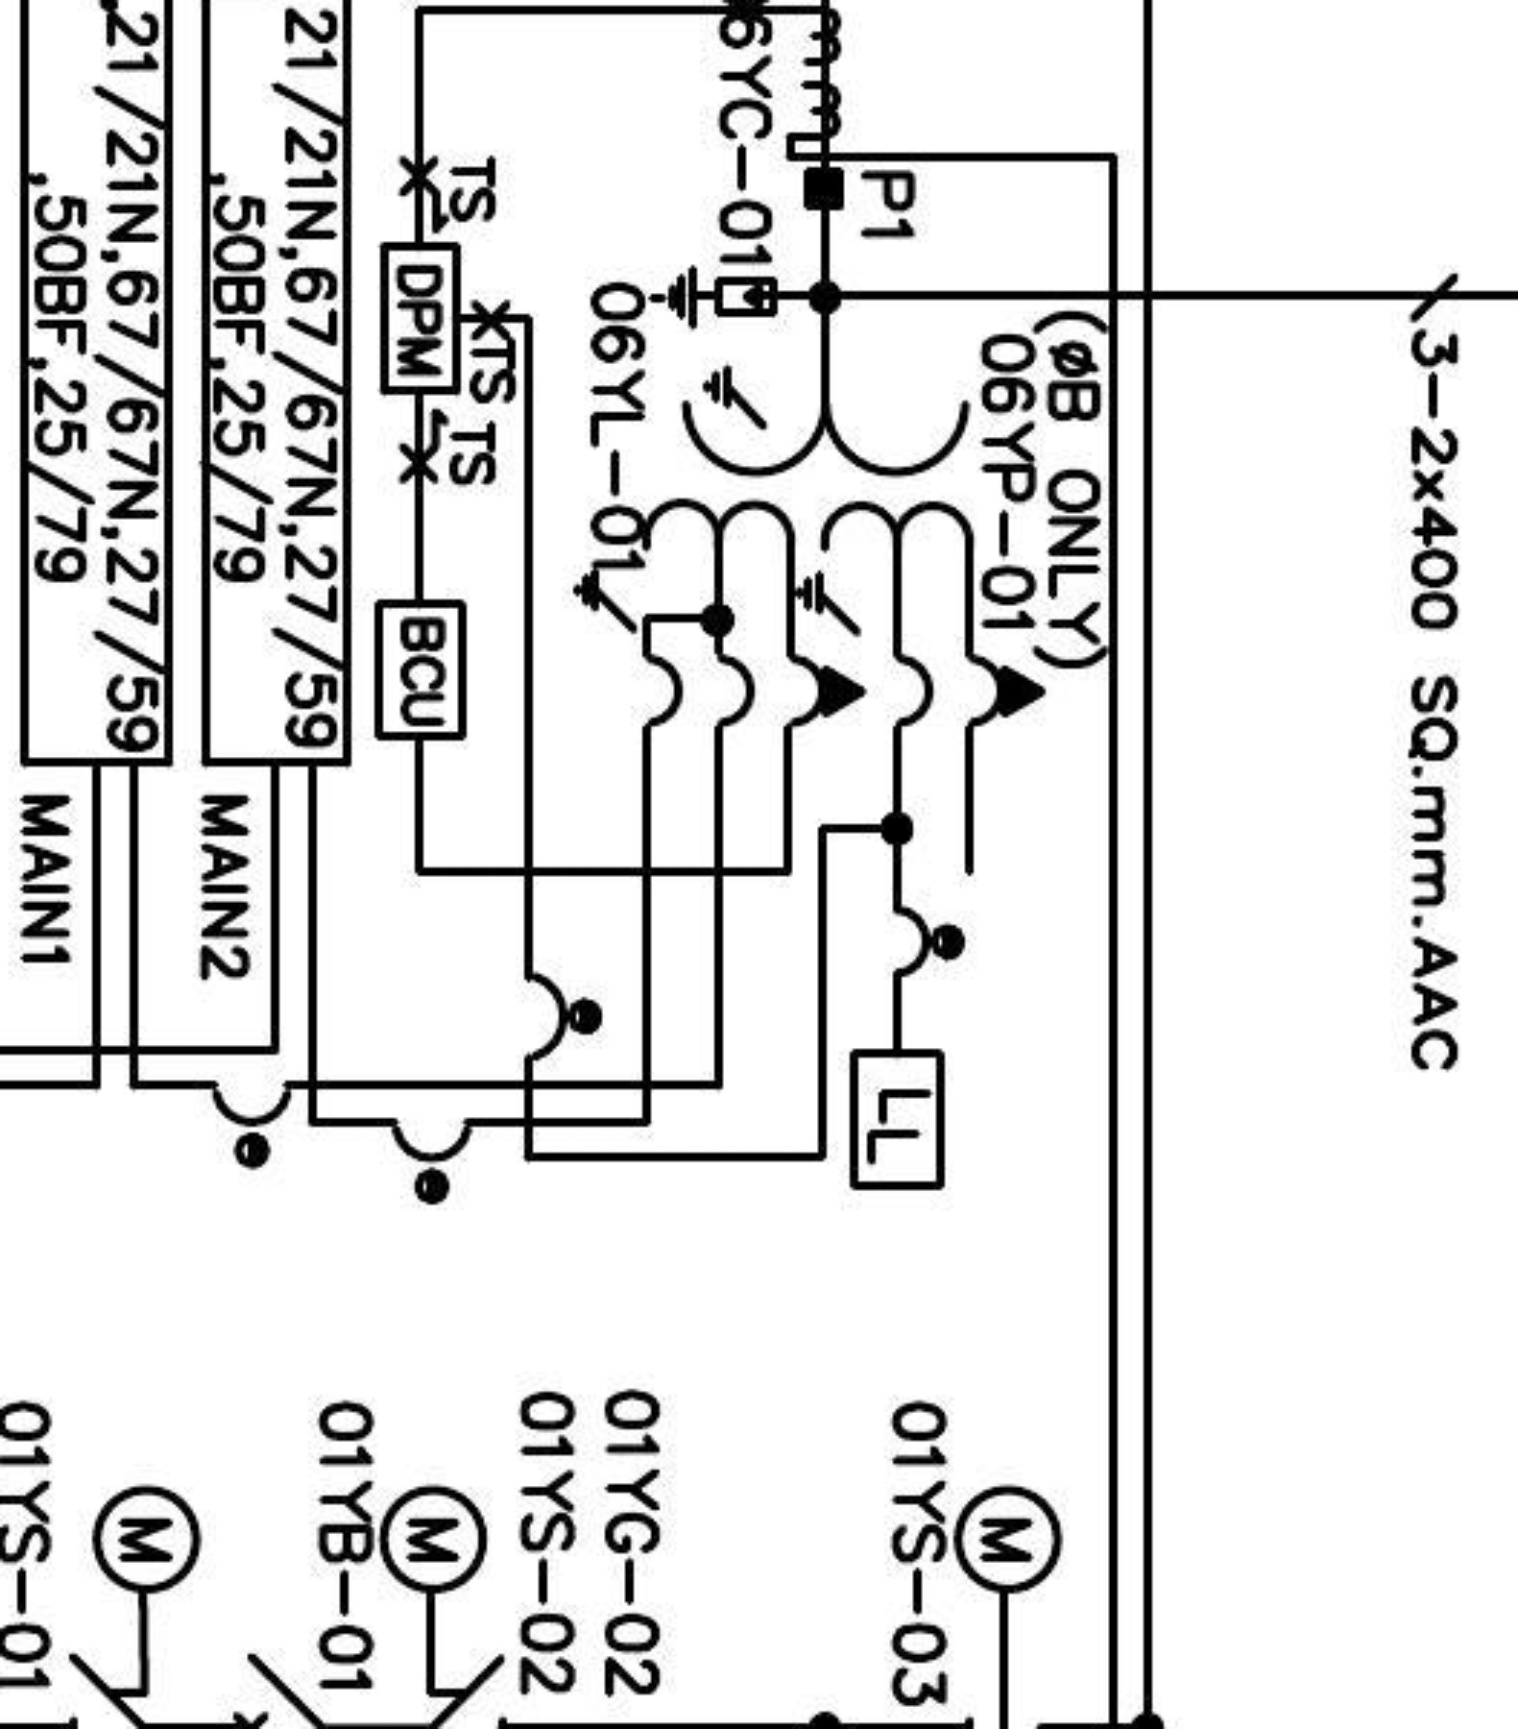 3-2x400 SQ.mm.AAC
(øB ONLY)
06YP-01
P1
6YC-01
06YL-01
TS
DPM
TS
TS
BCU
LL
21/21N,67/67N,27/59
,50BF,25/79
MAIN2
,21/21N,67/67N,27/59
,50BF,25/79
MAIN1
M
01YS-03
01YG-02
01YS-02
M
01YB-01
M
01YS-01